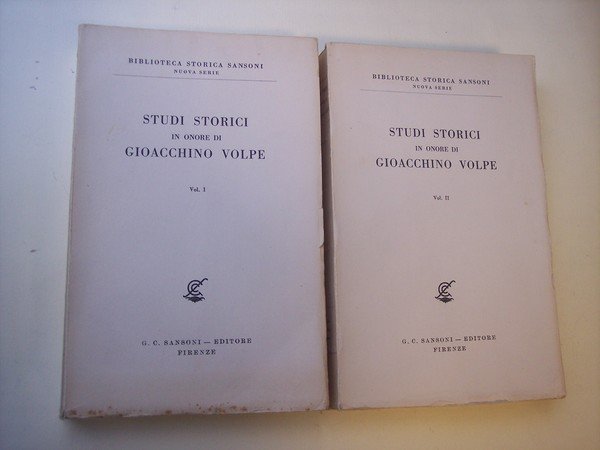 BIBLIOTECA STORICA SANSONI
NUOVA SERIE
STUDI STORICI
IN ONORE DI
GIOACCHINO VOLPE
Vol. I
G. C. SANSONI — EDITORE
FIRENZE
BIBLIOTECA STORICA SANSONI
NUOVA SERIE
STUDI STORICI
IN ONORE DI
GIOACCHINO VOLPE
Vol. II
G. C. SANSONI — EDITORE
FIRENZE